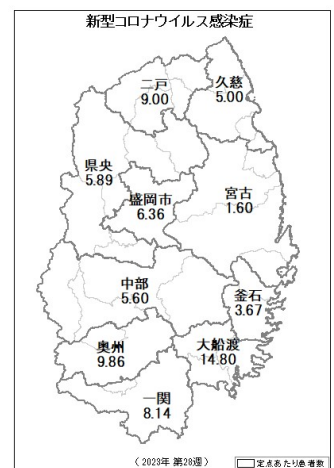 新型コロナウイルス感染症
二戸
9.00
久慈
5.00
県央
5.89
盛岡市
6.36
宮古
1.60
中部
5.60
釜石
3.67
奥州
9.86
大船渡
14.80
一関
8.14
(2023年 第28週)
定点あたり患者数